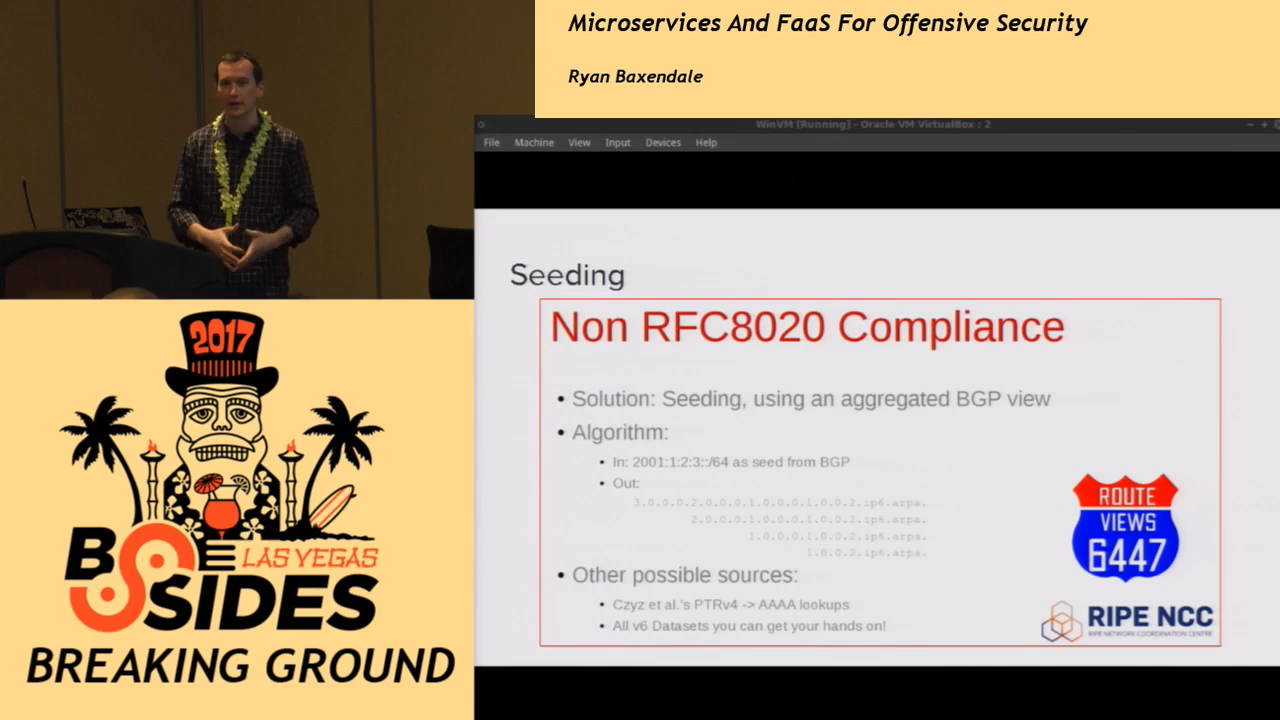 Microservices And FaaS For Offensive Security
Ryan Baxendale
WinVM [Running] - Oracle VM VirtualBox : 2
File Machine View Input Devices Help
Seeding
Non RFC8020 Compliance
• Solution: Seeding, using an aggregated BGP view
• Algorithm:
• In: 2001:1:2:3::/64 as seed from BGP
• Out:
3.0.0.0.2.0.0.0.1.0.0.0.1.0.0.2.ip6.arpa.
2.0.0.0.1.0.0.0.1.0.0.2.ip6.arpa.
1.0.0.0.1.0.0.2.ip6.arpa.
1.0.0.2.ip6.arpa.
• Other possible sources:
• Czyz et al.'s PTRv4 -> AAAA lookups
• All v6 Datasets you can get your hands on!
ROUTE
VIEWS
6447
RIPE NCC
RIPE NETWORK COORDINATION CENTRE
2017
BSIDES
LAS VEGAS
BREAKING GROUND